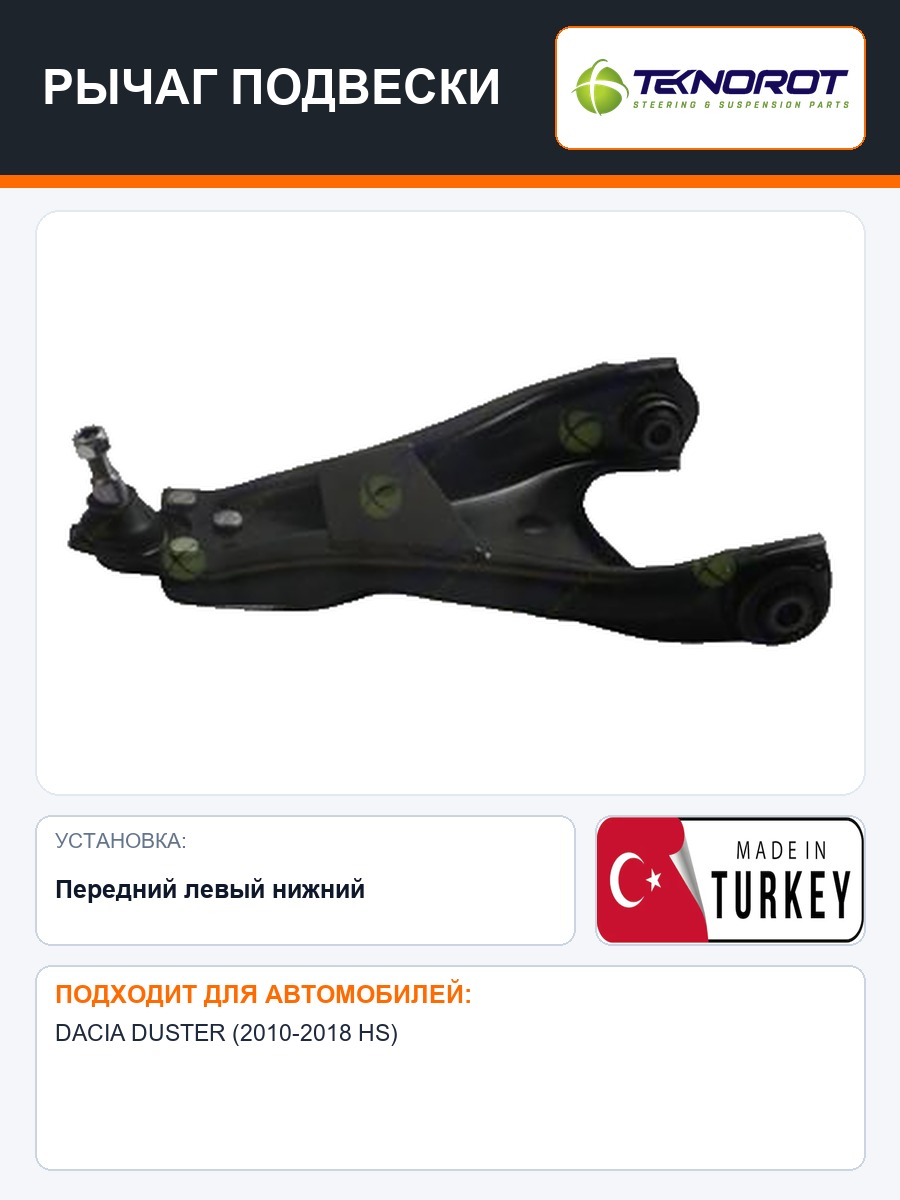 РЫЧАГ ПОДВЕСКИ
TEKNOROT
STEERING & SUSPENSION PARTS
УСТАНОВКА:
Передний левый нижний
MADE IN
TURKEY
ПОДХОДИТ ДЛЯ АВТОМОБИЛЕЙ:
DACIA DUSTER (2010-2018 HS)